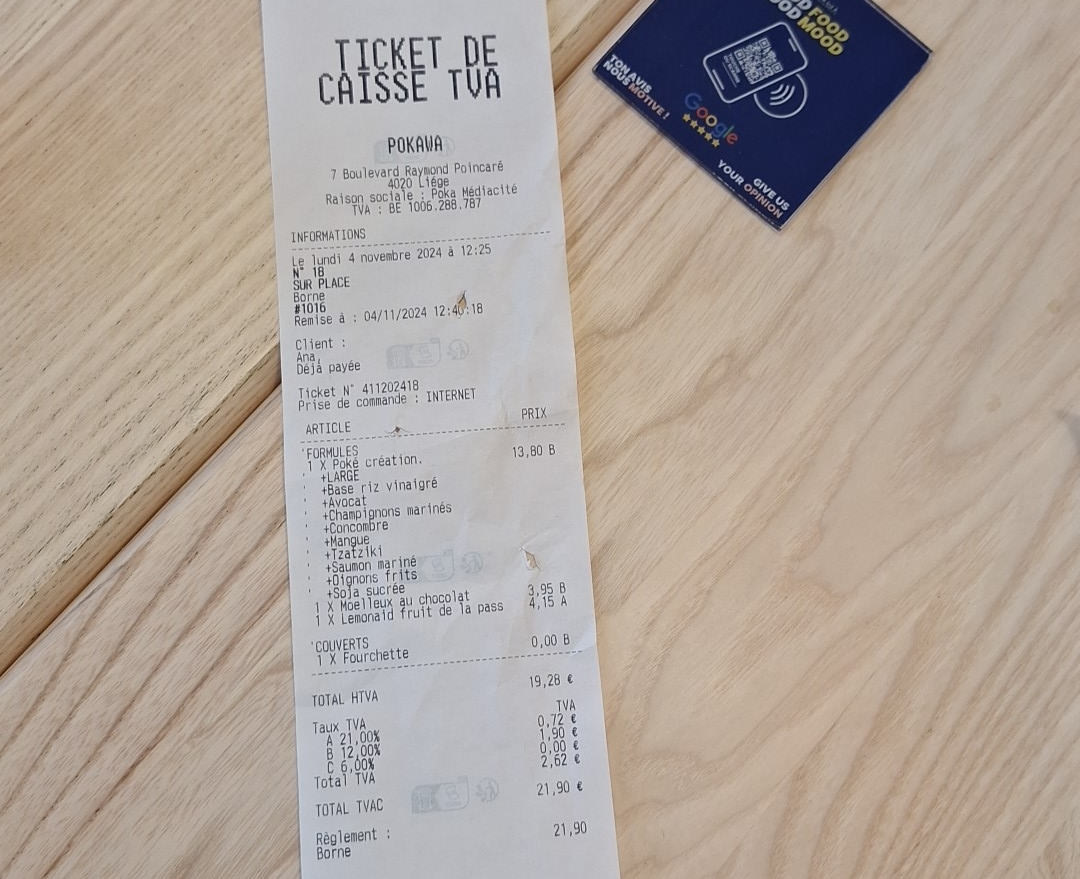 TICKET DE
CAISSE TVA
POKAWA
7 Boulevard Raymond Poincaré
4020 Liége
Raison sociale : Poka Médiacité
TVA : BE 1006.288.787
INFORMATIONS
Le lundi 4 novembre 2024 à 12:25
N° 18
SUR PLACE
Borne
#1016
Remise à : 04/11/2024 12:40:18
Client :
Ana,
Déjà payée
Ticket N° 411202418
Prise de commande : INTERNET
ARTICLE PRIX
'FORMULES
1 X Poké création. 13,80 B
+LARGE
+Base riz vinaigré
+Avocat
+Champignons marinés
+Concombre
+Mangue
+Tzatziki
+Saumon mariné
+Oignons frits
+Soja sucrée
1 X Moelleux au chocolat 3,95 B
1 X Lemonaid fruit de la pass 4,15 A
'COUVERTS
1 X Fourchette 0,00 B
TOTAL HTVA 19,28 €
Taux TVA TVA
A 21,00% 0,72 €
B 12,00% 1,90 €
C 6,00% 0,00 €
Total TVA 2,62 €
TOTAL TVAC 21,90 €
Règlement :
Borne 21,90
FOOD
MOOD
TON AVIS
NOUS MOTIVE !
Google
GIVE US
YOUR OPINION